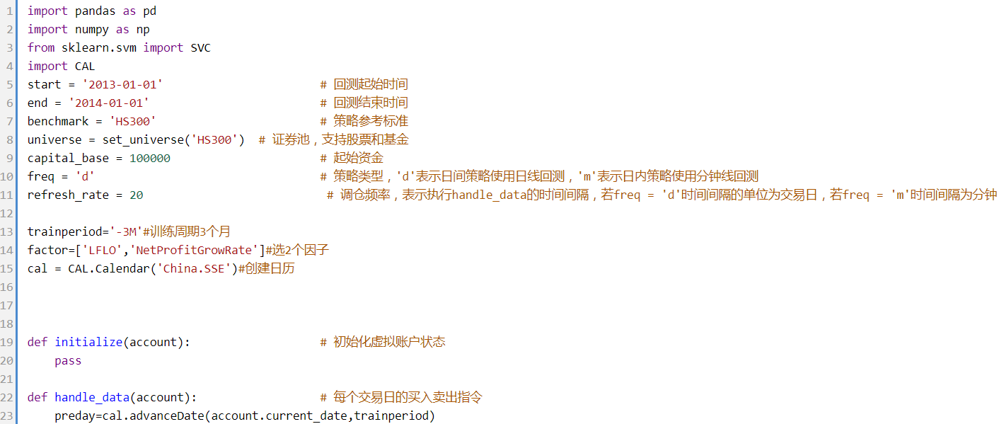 1 import pandas as pd
2 import numpy as np
3 from sklearn.svm import SVC
4 import CAL
5 start = '2013-01-01' # 回测起始时间
6 end = '2014-01-01' # 回测结束时间
7 benchmark = 'HS300' # 策略参考标准
8 universe = set_universe('HS300') # 证券池，支持股票和基金
9 capital_base = 100000 # 起始资金
10 freq = 'd' # 策略类型，'d'表示日间策略使用日线回测，'m'表示日内策略使用分钟线回测
11 refresh_rate = 20 # 调仓频率，表示执行handle_data的时间间隔，若freq = 'd'时间间隔的单位为交易日，若freq = 'm'时间间隔为分钟
12
13 trainperiod='-3M'#训练周期3个月
14 factor=['LFLO','NetProfitGrowRate']#选2个因子
15 cal = CAL.Calendar('China.SSE')#创建日历
16
17
18
19 def initialize(account): # 初始化虚拟账户状态
20 pass
21
22 def handle_data(account): # 每个交易日的买入卖出指令
23 preday=cal.advanceDate(account.current_date,trainperiod)